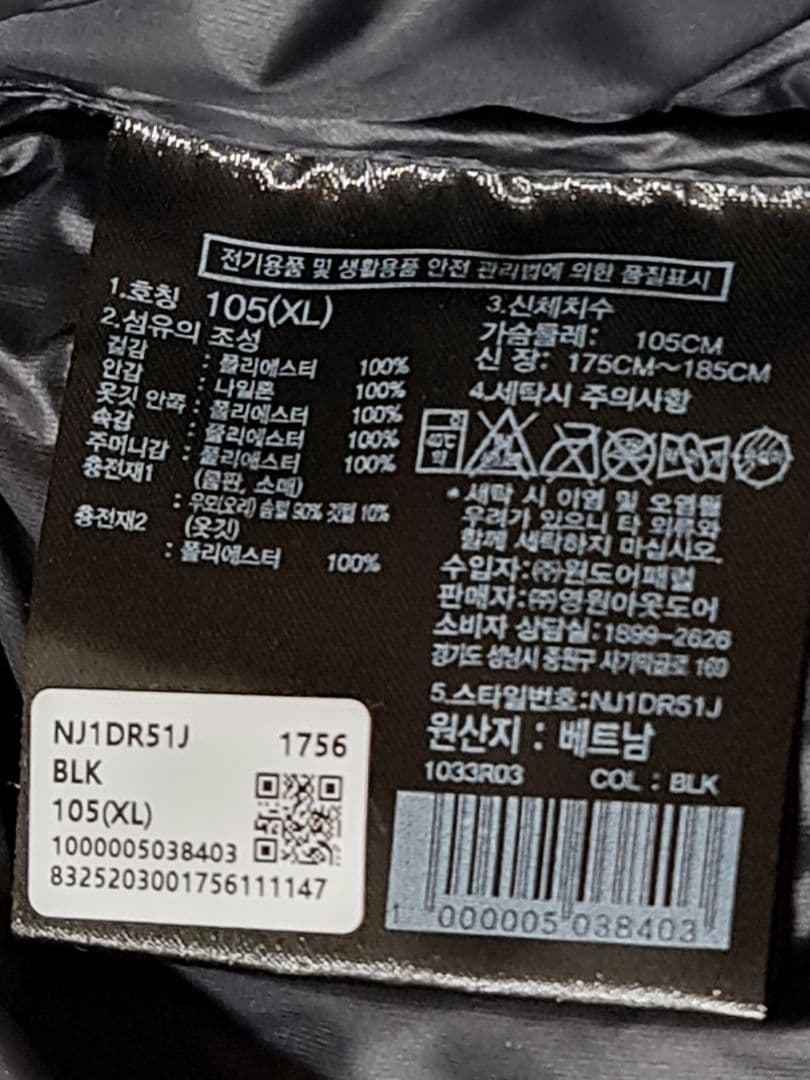 전기용품 및 생활용품 안전 관리법에 의한 품질표시
1.호칭 105(XL)
2.섬유의 조성
겉감 : 폴리에스터 100%
안감 : 나일론 100%
옷깃 안쪽 : 폴리에스터 100%
속감 : 폴리에스터 100%
주머니감 : 폴리에스터 100%
충전재1 (몸판, 소매)
: 우모(오리) 솜털 90% 깃털 10%
충전재2 (옷깃)
: 폴리에스터 100%
3.신체치수
가슴둘레: 105CM
신 장: 175CM~185CM
4.세탁시 주의사항
40℃
약
* 세탁 시 이염 및 오염될
우려가 있으니 타 의류와
함께 세탁하지 마십시오.
수입자:㈜원도어패럴
판매자:㈜영원아웃도어
소비자 상담실:1899-2626
경기도 성남시 중원구 사기막골로 169
5.스타일번호:NJ1DR51J
원산지 : 베트남
1033R03 COL : BLK
1 000005 038403
NJ1DR51J 1756
BLK
105(XL)
1000005038403
8325203001756111147